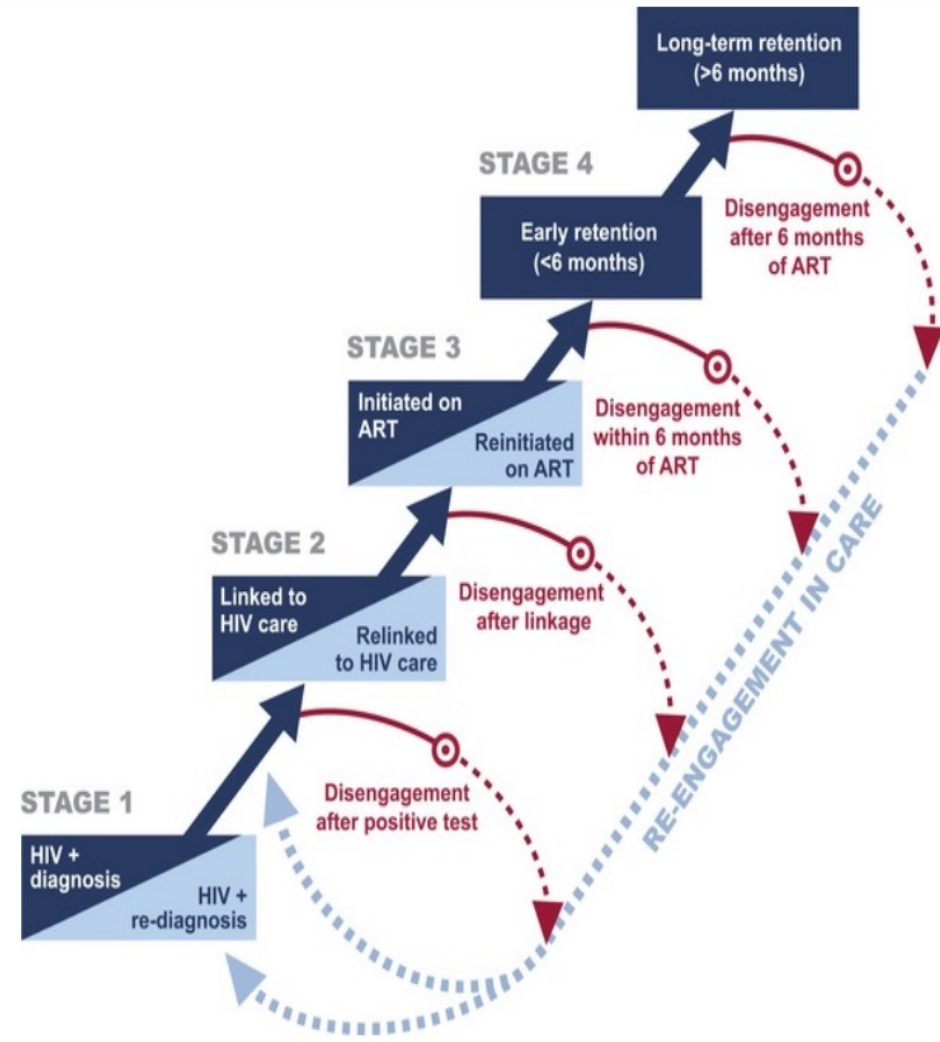 Long-term retention
(>6 months)
STAGE 4
Early retention
(<6 months)
Disengagement
after 6 months
of ART
STAGE 3
Initiated on
ART
Reinitiated
on ART
Disengagement
within 6 months
of ART
STAGE 2
Linked to
HIV care
Relinked
to HIV care
Disengagement
after linkage
STAGE 1
HIV +
diagnosis
HIV +
re-diagnosis
Disengagement
after positive test
RE-ENGAGEMENT IN CARE